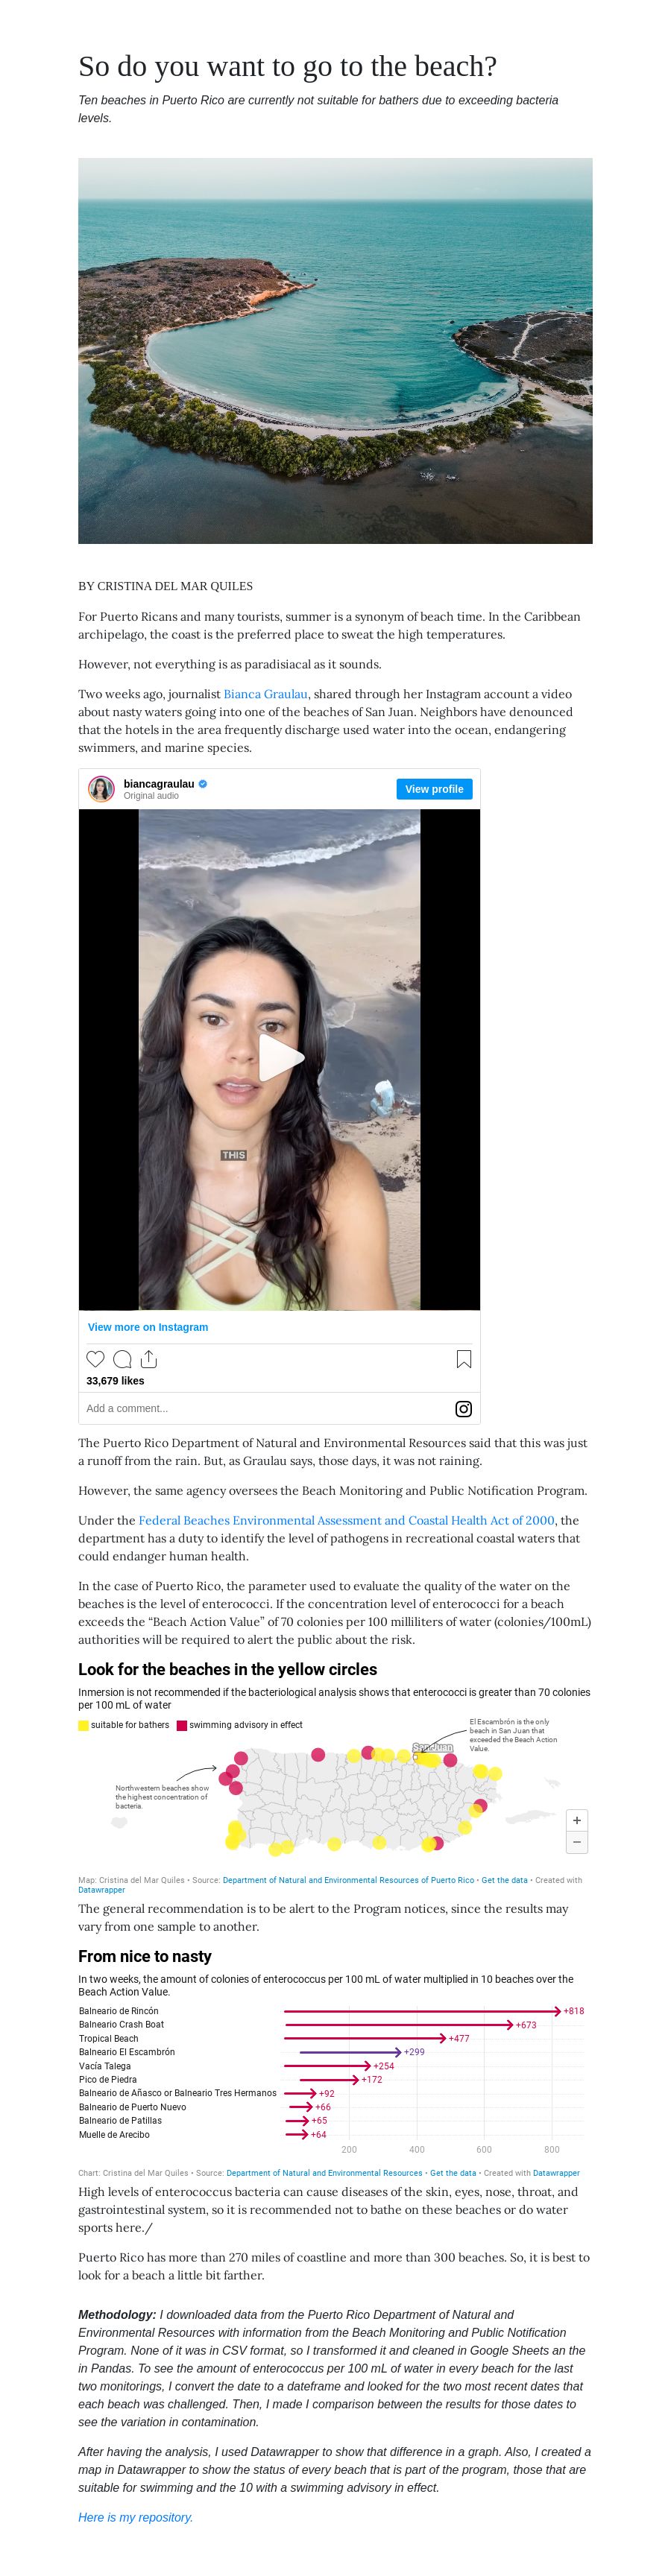 So do you want to go to the beach?
Ten beaches in Puerto Rico are currently not suitable for bathers due to exceeding bacteria
levels.
BY CRISTINA DEL MAR QUILES
For Puerto Ricans and many tourists, summer is a synonym of beach time. In the Caribbean
archipelago, the coast is the preferred place to sweat the high temperatures.
However, not everything is as paradisiacal as it sounds.
Two weeks ago, journalist Bianca Graulau, shared through her Instagram account a video
about nasty waters going into one of the beaches of San Juan. Neighbors have denounced
that the hotels in the area frequently discharge used water into the ocean, endangering
swimmers, and marine species.
biancagraulau
Original audio
View profile
THIS
View more on Instagram
33,679 likes
Add a comment...
The Puerto Rico Department of Natural and Environmental Resources said that this was just
a runoff from the rain. But, as Graulau says, those days, it was not raining.
However, the same agency oversees the Beach Monitoring and Public Notification Program.
Under the Federal Beaches Environmental Assessment and Coastal Health Act of 2000, the
department has a duty to identify the level of pathogens in recreational coastal waters that
could endanger human health.
In the case of Puerto Rico, the parameter used to evaluate the quality of the water on the
beaches is the level of enterococci. If the concentration level of enterococci for a beach
exceeds the “Beach Action Value” of 70 colonies per 100 milliliters of water (colonies/100mL)
authorities will be required to alert the public about the risk.
Look for the beaches in the yellow circles
Inmersion is not recommended if the bacteriological analysis shows that enterococci is greater than 70 colonies
per 100 mL of water
suitable for bathers swimming advisory in effect
El Escambrón is the only
beach in San Juan that
exceeded the Beach Action
Value.
San Juan
Northwestern beaches show
the highest concentration of
bacteria.
+
−
Map: Cristina del Mar Quiles • Source: Department of Natural and Environmental Resources of Puerto Rico • Get the data • Created with
Datawrapper
The general recommendation is to be alert to the Program notices, since the results may
vary from one sample to another.
From nice to nasty
In two weeks, the amount of colonies of enterococcus per 100 mL of water multiplied in 10 beaches over the
Beach Action Value.
Balneario de Rincón +818
Balneario Crash Boat +673
Tropical Beach +477
Balneario El Escambrón +299
Vacía Talega +254
Pico de Piedra +172
Balneario de Añasco or Balneario Tres Hermanos +92
Balneario de Puerto Nuevo +66
Balneario de Patillas +65
Muelle de Arecibo +64
200 400 600 800
Chart: Cristina del Mar Quiles • Source: Department of Natural and Environmental Resources • Get the data • Created with Datawrapper
High levels of enterococcus bacteria can cause diseases of the skin, eyes, nose, throat, and
gastrointestinal system, so it is recommended not to bathe on these beaches or do water
sports here./
Puerto Rico has more than 270 miles of coastline and more than 300 beaches. So, it is best to
look for a beach a little bit farther.
Methodology: I downloaded data from the Puerto Rico Department of Natural and
Environmental Resources with information from the Beach Monitoring and Public Notification
Program. None of it was in CSV format, so I transformed it and cleaned in Google Sheets an the
in Pandas. To see the amount of enterococcus per 100 mL of water in every beach for the last
two monitorings, I convert the date to a dateframe and looked for the two most recent dates that
each beach was challenged. Then, I made I comparison between the results for those dates to
see the variation in contamination.
After having the analysis, I used Datawrapper to show that difference in a graph. Also, I created a
map in Datawrapper to show the status of every beach that is part of the program, those that are
suitable for swimming and the 10 with a swimming advisory in effect.
Here is my repository.